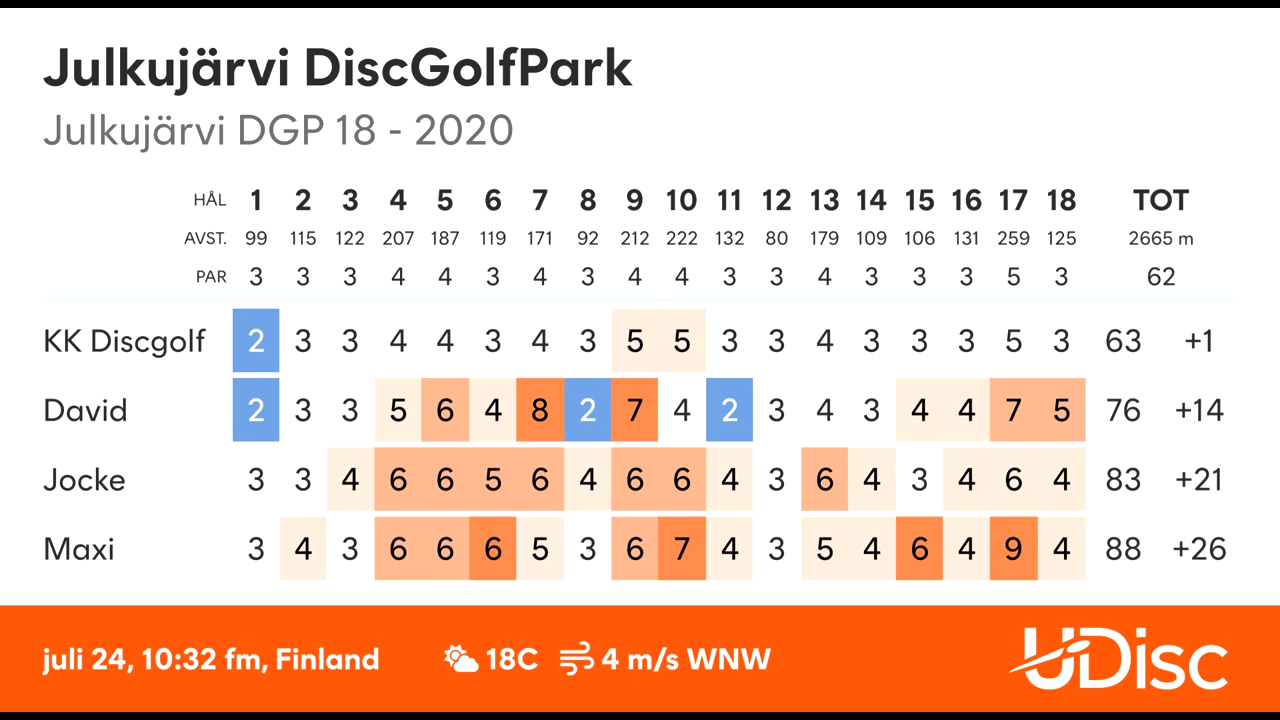 Julkujärvi DiscGolfPark
Julkujärvi DGP 18 - 2020
HÅL 1 2 3 4 5 6 7 8 9 10 11 12 13 14 15 16 17 18 TOT
AVST. 99 115 122 207 187 119 171 92 212 222 132 80 179 109 106 131 259 125 2665 m
PAR 3 3 3 4 4 3 4 3 4 4 3 3 4 3 3 3 5 3 62
KK Discgolf 2 3 3 4 4 3 4 3 5 5 3 3 4 3 3 3 5 3 63 +1
David 2 3 3 5 6 4 8 2 7 4 2 3 4 3 4 4 7 5 76 +14
Jocke 3 3 4 6 6 5 6 4 6 6 4 3 6 4 3 4 6 4 83 +21
Maxi 3 4 3 6 6 6 5 3 6 7 4 3 5 4 6 4 9 4 88 +26
juli 24, 10:32 fm, Finland 18C 4 m/s WNW UDisc